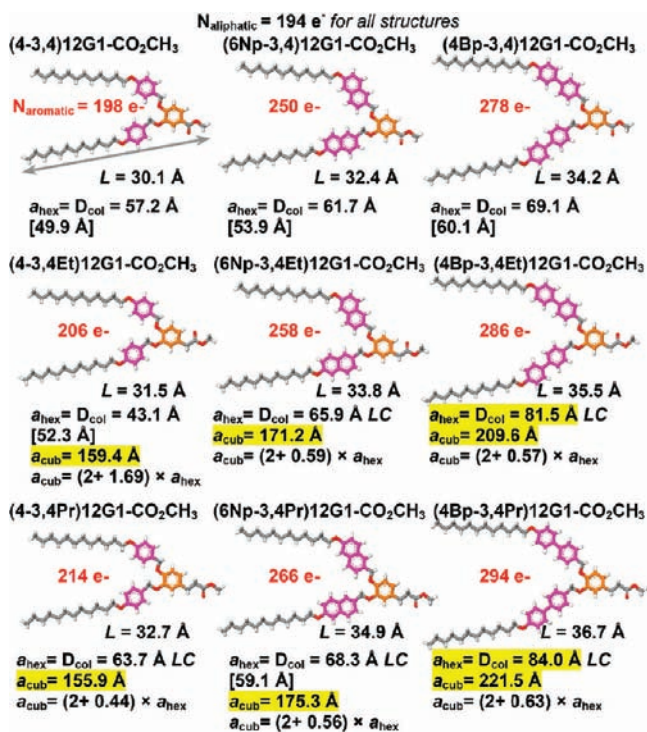 N_aliphatic = 194 e⁻ for all structures
(4-3,4)12G1-CO₂CH₃
(6Np-3,4)12G1-CO₂CH₃
(4Bp-3,4)12G1-CO₂CH₃
N_aromatic = 198 e-
250 e-
278 e-
L = 30.1 Å
L = 32.4 Å
L = 34.2 Å
a_hex= D_col = 57.2 Å
[49.9 Å]
a_hex= D_col = 61.7 Å
[53.9 Å]
a_hex= D_col = 69.1 Å
[60.1 Å]
(4-3,4Et)12G1-CO₂CH₃
(6Np-3,4Et)12G1-CO₂CH₃
(4Bp-3,4Et)12G1-CO₂CH₃
206 e-
258 e-
286 e-
L = 31.5 Å
L = 33.8 Å
L = 35.5 Å
a_hex= D_col = 43.1 Å
[52.3 Å]
a_cub= 159.4 Å
a_cub= (2+ 1.69) × a_hex
a_hex= D_col = 65.9 Å LC
a_cub= 171.2 Å
a_cub= (2+ 0.59) × a_hex
a_hex= D_col = 81.5 Å LC
a_cub= 209.6 Å
a_cub= (2+ 0.57) × a_hex
(4-3,4Pr)12G1-CO₂CH₃
(6Np-3,4Pr)12G1-CO₂CH₃
(4Bp-3,4Pr)12G1-CO₂CH₃
214 e-
266 e-
294 e-
L = 32.7 Å
L = 34.9 Å
L = 36.7 Å
a_hex= D_col = 63.7 Å LC
a_cub= 155.9 Å
a_cub= (2+ 0.44) × a_hex
a_hex= D_col = 68.3 Å LC
[59.1 Å]
a_cub= 175.3 Å
a_cub= (2+ 0.56) × a_hex
a_hex= D_col = 84.0 Å LC
a_cub= 221.5 Å
a_cub= (2+ 0.63) × a_hex